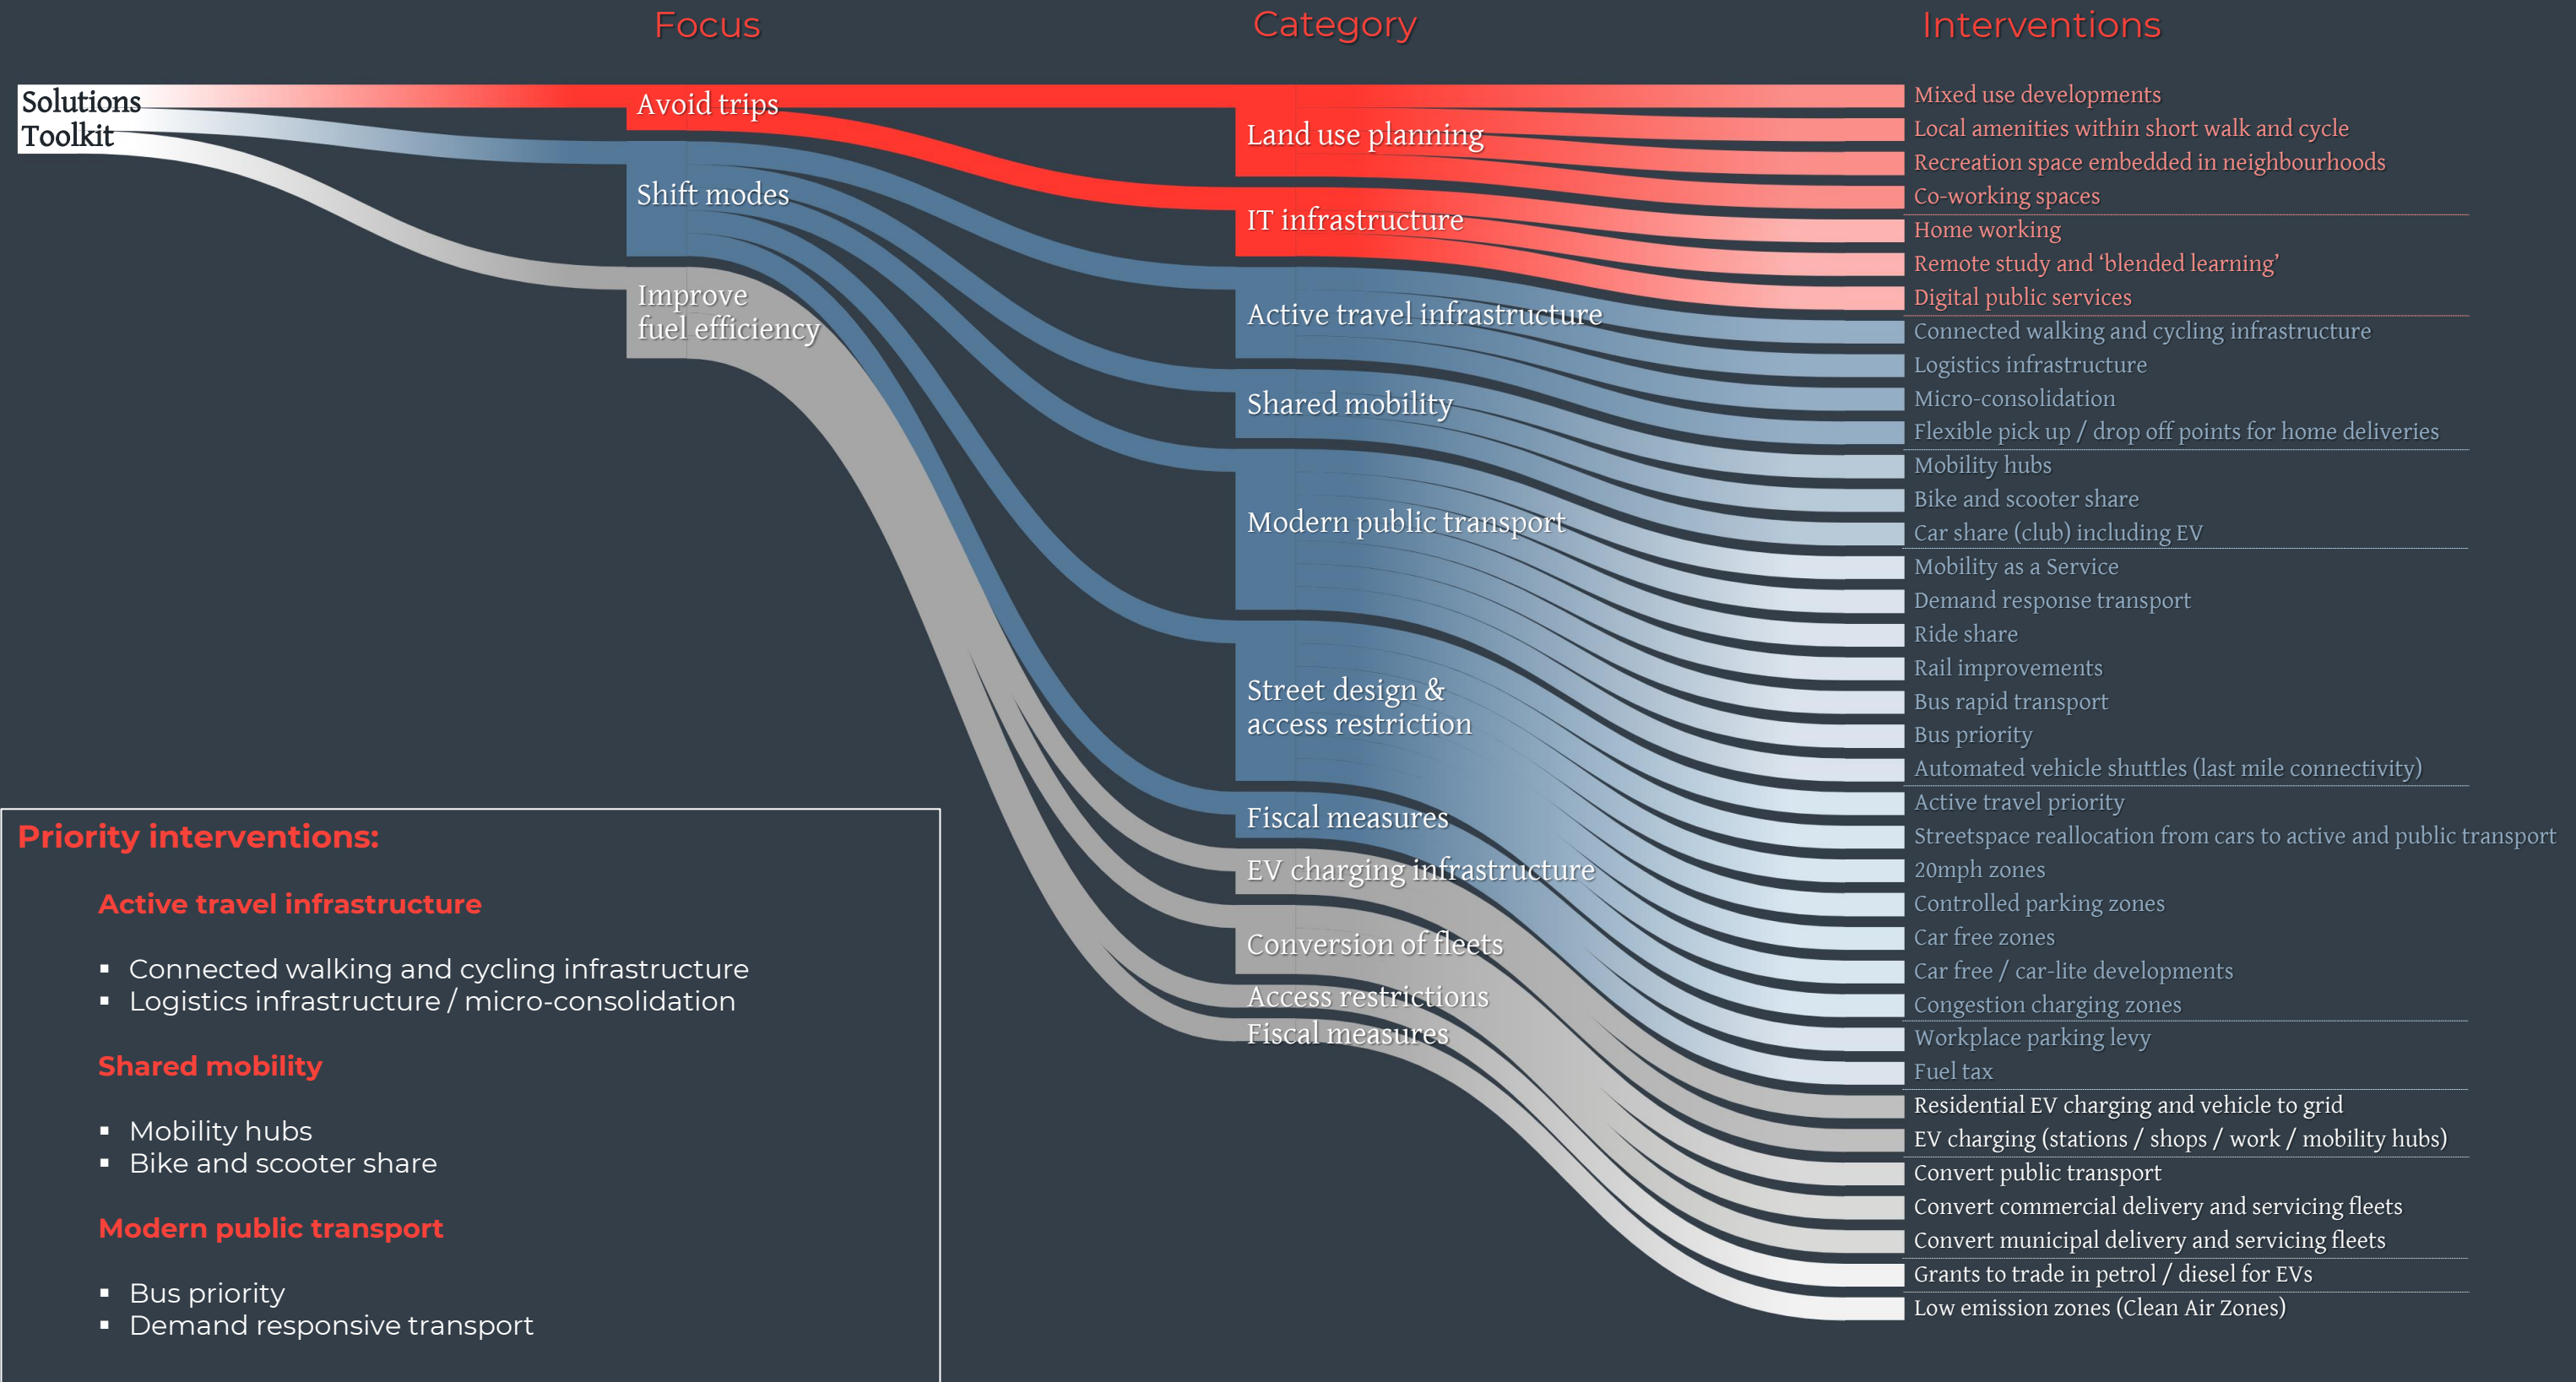 Focus
Category
Interventions
Solutions
Toolkit
Avoid trips
Shift modes
Improve
fuel efficiency
Land use planning
IT infrastructure
Active travel infrastructure
Shared mobility
Modern public transport
Street design &
access restriction
Fiscal measures
EV charging infrastructure
Conversion of fleets
Access restrictions
Fiscal measures
Mixed use developments
Local amenities within short walk and cycle
Recreation space embedded in neighbourhoods
Co-working spaces
Home working
Remote study and ‘blended learning’
Digital public services
Connected walking and cycling infrastructure
Logistics infrastructure
Micro-consolidation
Flexible pick up / drop off points for home deliveries
Mobility hubs
Bike and scooter share
Car share (club) including EV
Mobility as a Service
Demand response transport
Ride share
Rail improvements
Bus rapid transport
Bus priority
Automated vehicle shuttles (last mile connectivity)
Active travel priority
Streetspace reallocation from cars to active and public transport
20mph zones
Controlled parking zones
Car free zones
Car free / car-lite developments
Congestion charging zones
Workplace parking levy
Fuel tax
Residential EV charging and vehicle to grid
EV charging (stations / shops / work / mobility hubs)
Convert public transport
Convert commercial delivery and servicing fleets
Convert municipal delivery and servicing fleets
Grants to trade in petrol / diesel for EVs
Low emission zones (Clean Air Zones)
Priority interventions:
Active travel infrastructure
▪ Connected walking and cycling infrastructure
▪ Logistics infrastructure / micro-consolidation
Shared mobility
▪ Mobility hubs
▪ Bike and scooter share
Modern public transport
▪ Bus priority
▪ Demand responsive transport